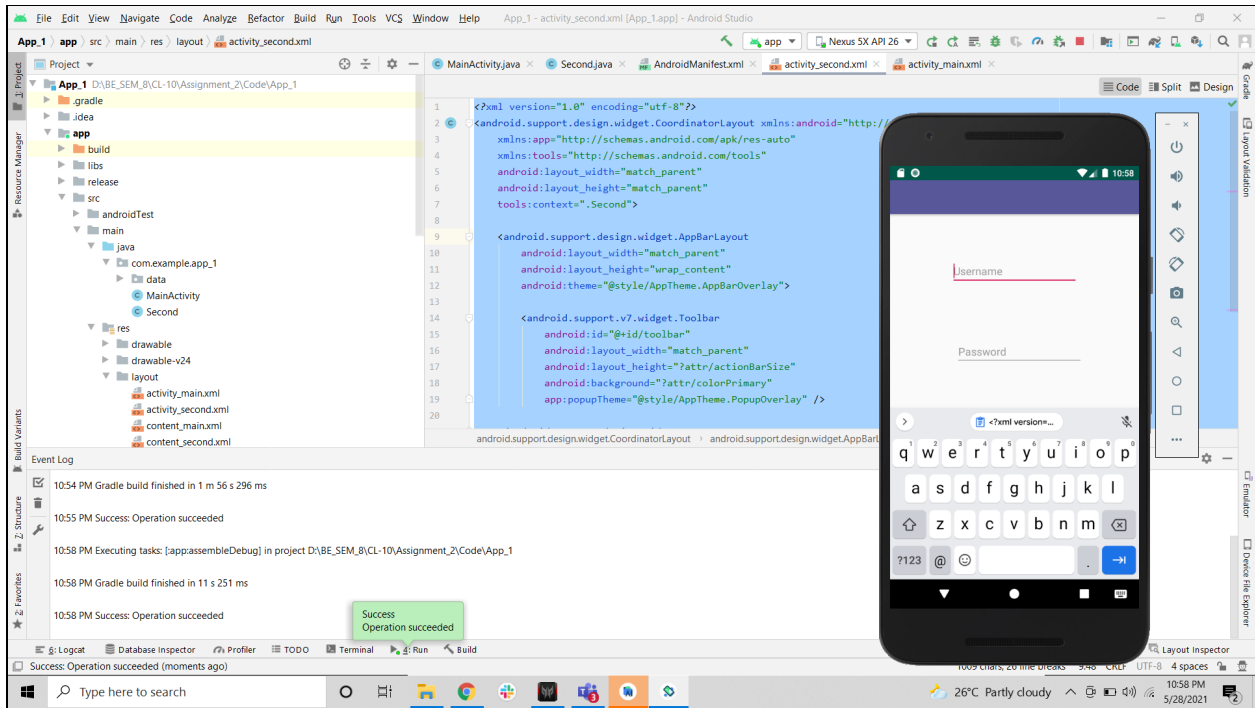 File Edit View Navigate Code Analyze Refactor Build Run Tools VCS Window Help App_1 - activity_second.xml [App_1.app] - Android Studio
App_1 app src main res layout activity_second.xml
app Nexus 5X API 26
Project
MainActivity.java Second.java AndroidManifest.xml activity_second.xml activity_main.xml
Code Split Design
1: Project
Resource Manager
Build Variants
Z: Structure
2: Favorites
Gradle
Layout Validation
Emulator
Device File Explorer
App_1 D:\BE_SEM_8\CL-10\Assignment_2\Code\App_1
.gradle
.idea
app
build
libs
release
src
androidTest
main
java
com.example.app_1
data
MainActivity
Second
res
drawable
drawable-v24
layout
activity_main.xml
activity_second.xml
content_main.xml
content_second.xml
1 <?xml version="1.0" encoding="utf-8"?>
2 <android.support.design.widget.CoordinatorLayout xmlns:android="http:/
3 xmlns:app="http://schemas.android.com/apk/res-auto"
4 xmlns:tools="http://schemas.android.com/tools"
5 android:layout_width="match_parent"
6 android:layout_height="match_parent"
7 tools:context=".Second">
8
9 <android.support.design.widget.AppBarLayout
10 android:layout_width="match_parent"
11 android:layout_height="wrap_content"
12 android:theme="@style/AppTheme.AppBarOverlay">
13
14 <android.support.v7.widget.Toolbar
15 android:id="@+id/toolbar"
16 android:layout_width="match_parent"
17 android:layout_height="?attr/actionBarSize"
18 android:background="?attr/colorPrimary"
19 app:popupTheme="@style/AppTheme.PopupOverlay" />
20
android.support.design.widget.CoordinatorLayout android.support.design.widget.AppBarL
10:58
Username
Password
<?xml version=...
q w e r t y u i o p
1 2 3 4 5 6 7 8 9 0
a s d f g h j k l
z x c v b n m
?123 @ .
Event Log
10:54 PM Gradle build finished in 1 m 56 s 296 ms
10:55 PM Success: Operation succeeded
10:58 PM Executing tasks: [:app:assembleDebug] in project D:\BE_SEM_8\CL-10\Assignment_2\Code\App_1
10:58 PM Gradle build finished in 11 s 251 ms
10:58 PM Success: Operation succeeded
Success
Operation succeeded
6: Logcat Database Inspector Profiler TODO Terminal 4: Run Build Layout Inspector
Success: Operation succeeded (moments ago) 1009 chars, 26 line breaks 9:48 CRLF UTF-8 4 spaces
Type here to search
3
26°C Partly cloudy
10:58 PM
5/28/2021
2